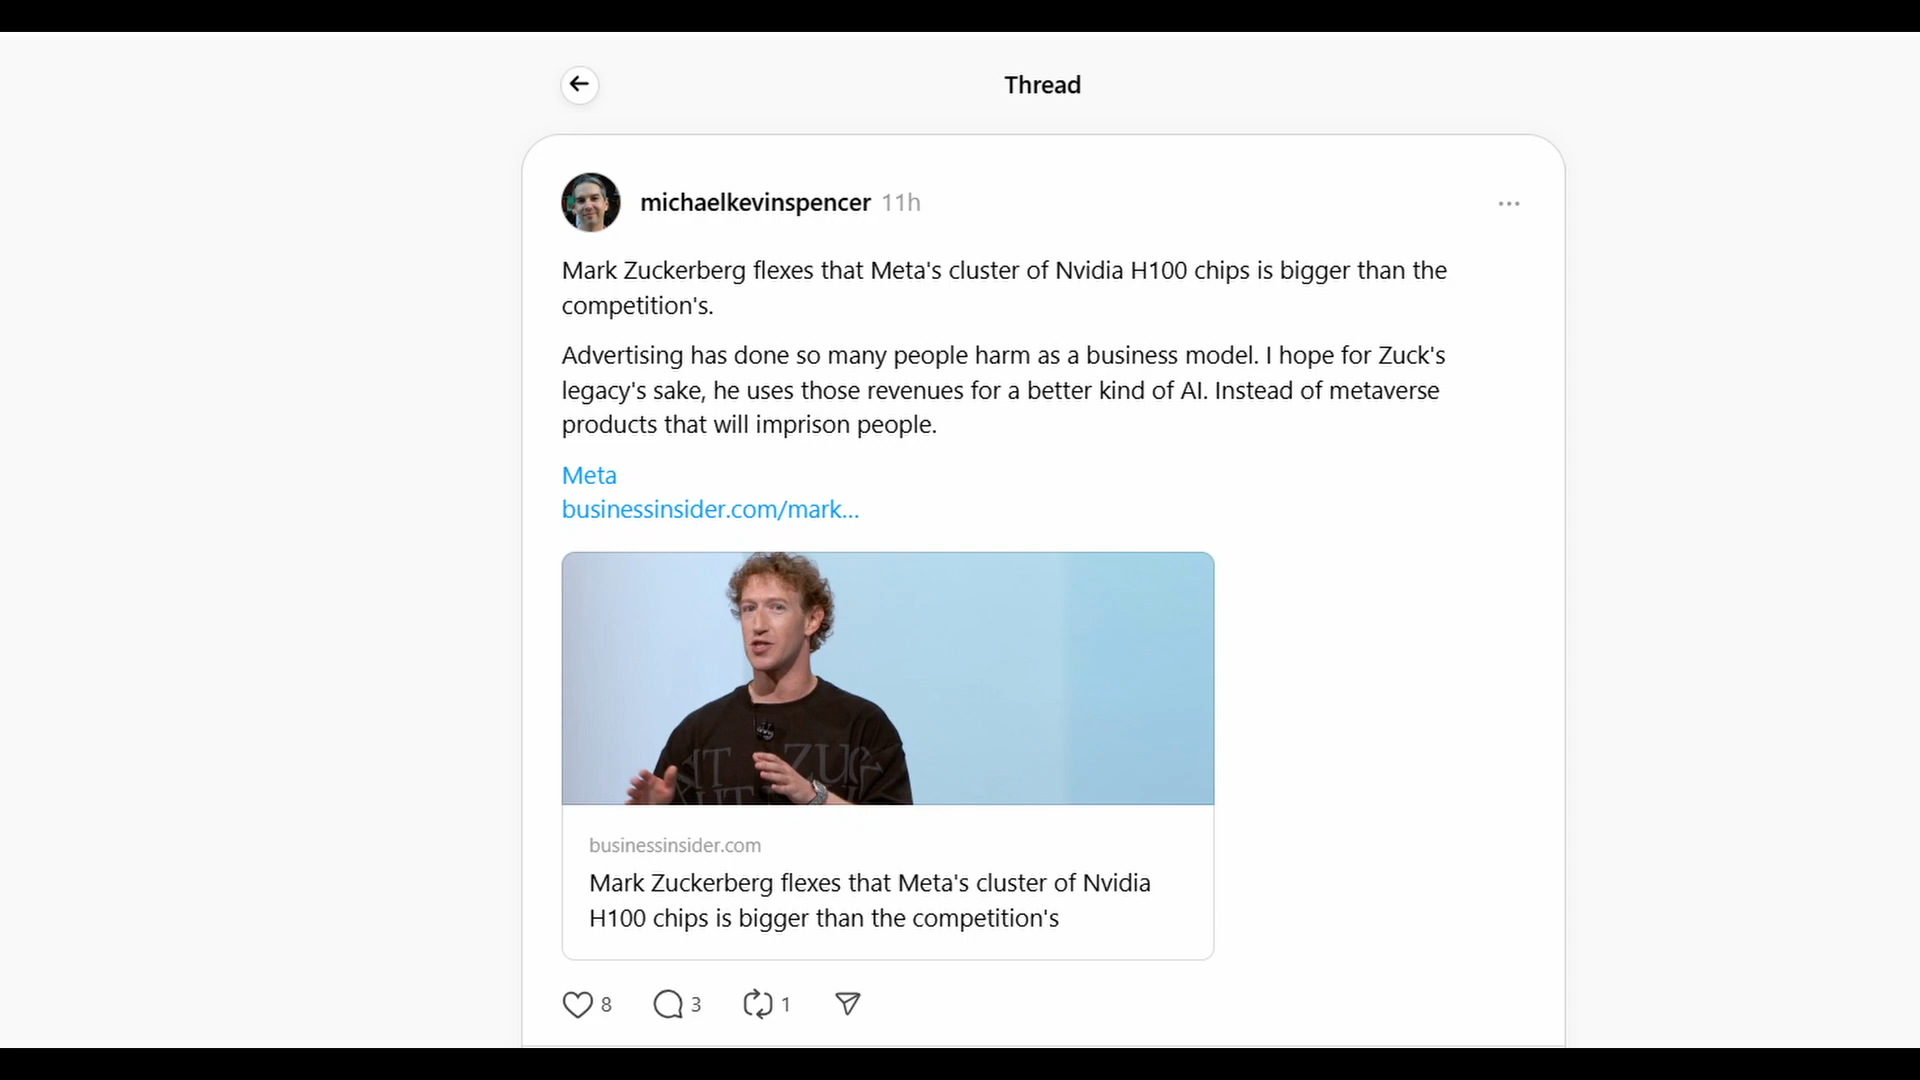 Thread
michaelkevinspencer 11h
Mark Zuckerberg flexes that Meta's cluster of Nvidia H100 chips is bigger than the
competition's.
Advertising has done so many people harm as a business model. I hope for Zuck's
legacy's sake, he uses those revenues for a better kind of AI. Instead of metaverse
products that will imprison people.
Meta
businessinsider.com/mark...
businessinsider.com
Mark Zuckerberg flexes that Meta's cluster of Nvidia
H100 chips is bigger than the competition's
8 3 1